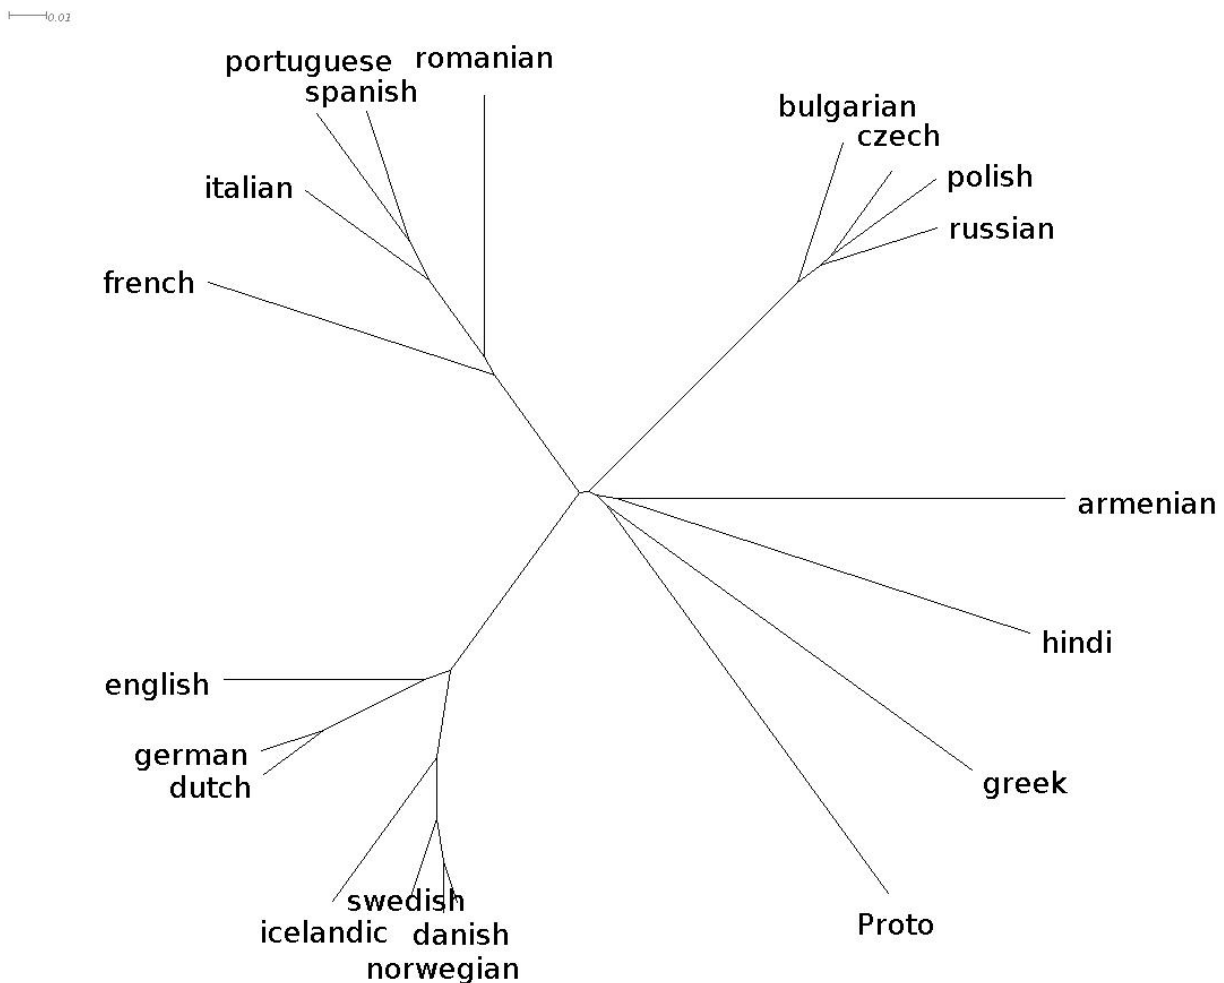 0.01
portuguese
romanian
spanish
bulgarian
czech
italian
polish
russian
french
armenian
hindi
english
german
dutch
greek
swedish
icelandic
danish
Proto
norwegian